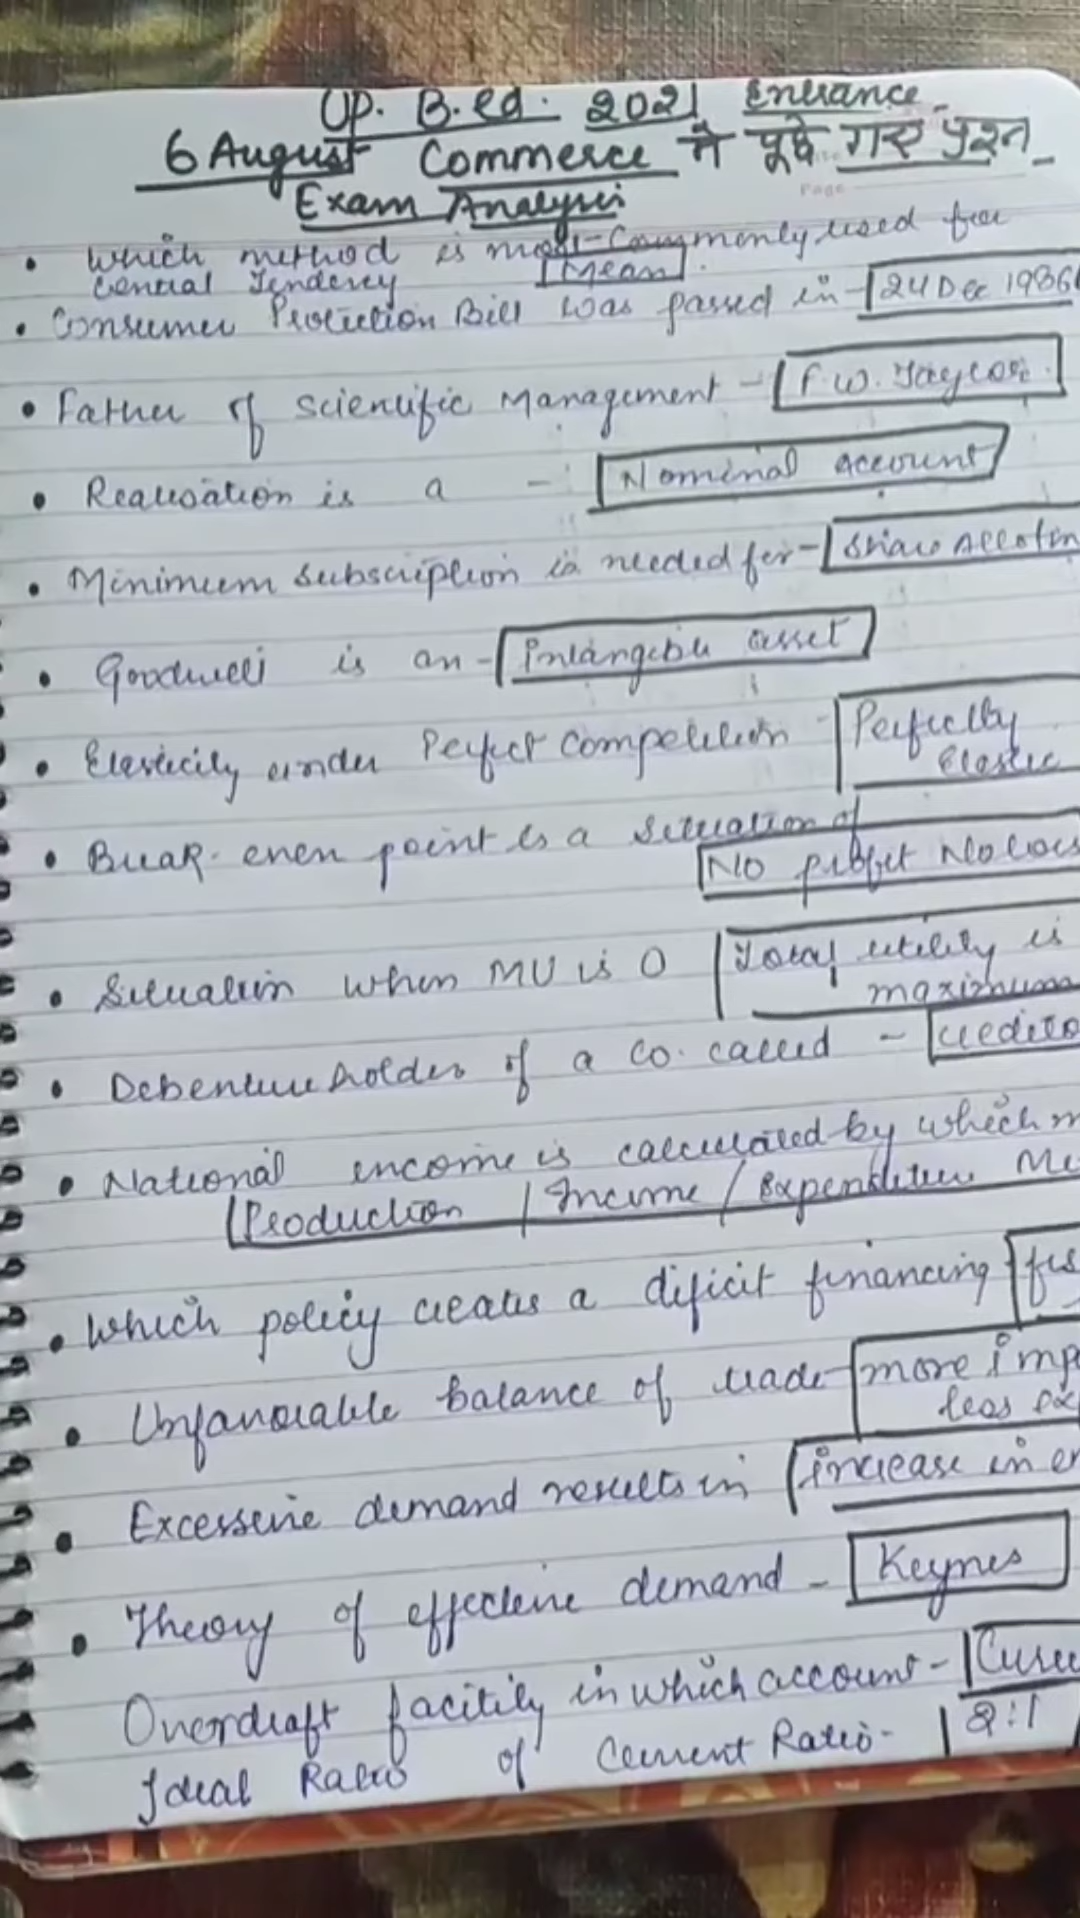 UP. B.ed. 2021 Entrance
6 August Commerce में पूछे गए प्रश्न
Exam Analysis
• Which method is most Commonly used for
Central Tendency [Mean].
• Consumer Protection Bill was passed in - 24 Dec 1986
• Father of scientific Management - F.W. Taylor.
• Realisation is a - Nominal account
• Minimum subscription is needed for - Share Allotm
• Goodwill is an - intangible asset
• Elasticity under Perfect Competition - Perfectly
Elastic
• Break-even point is a situation of
No profit No loss
• Situation when MU is 0 Total utility is
maximum
• Debenture holder of a co. called - credito
• National income is calculated by which m
Production / Income / Expenditure Me
• Which policy creates a deficit financing fis
• Unfavourable balance of trade more imp
less ex
• Excessive demand results in increase in
• Theory of effective demand - Keynes
Overdraft facitily in which account - Curre
Ideal Ratio of Current Ratio - 2:1